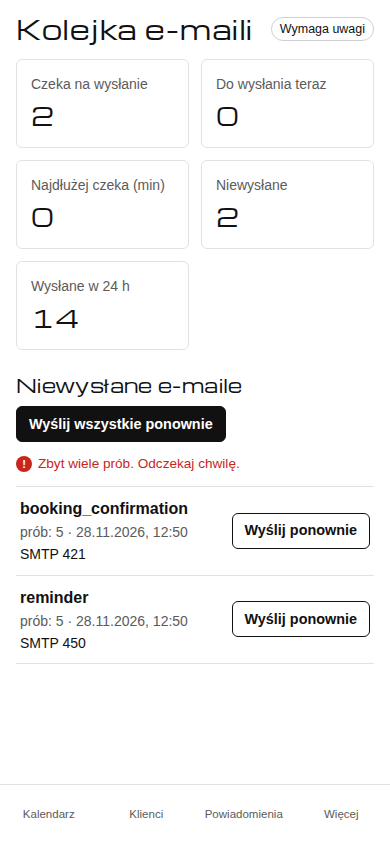 Kolejka e-maili
Wymaga uwagi
Czeka na wysłanie
2
Do wysłania teraz
0
Najdłużej czeka (min)
0
Niewysłane
2
Wysłane w 24 h
14
Niewysłane e-maile
Wyślij wszystkie ponownie
Zbyt wiele prób. Odczekaj chwilę.
booking_confirmation
prób: 5 · 28.11.2026, 12:50
SMTP 421
Wyślij ponownie
reminder
prób: 5 · 28.11.2026, 12:50
SMTP 450
Wyślij ponownie
Kalendarz
Klienci
Powiadomienia
Więcej